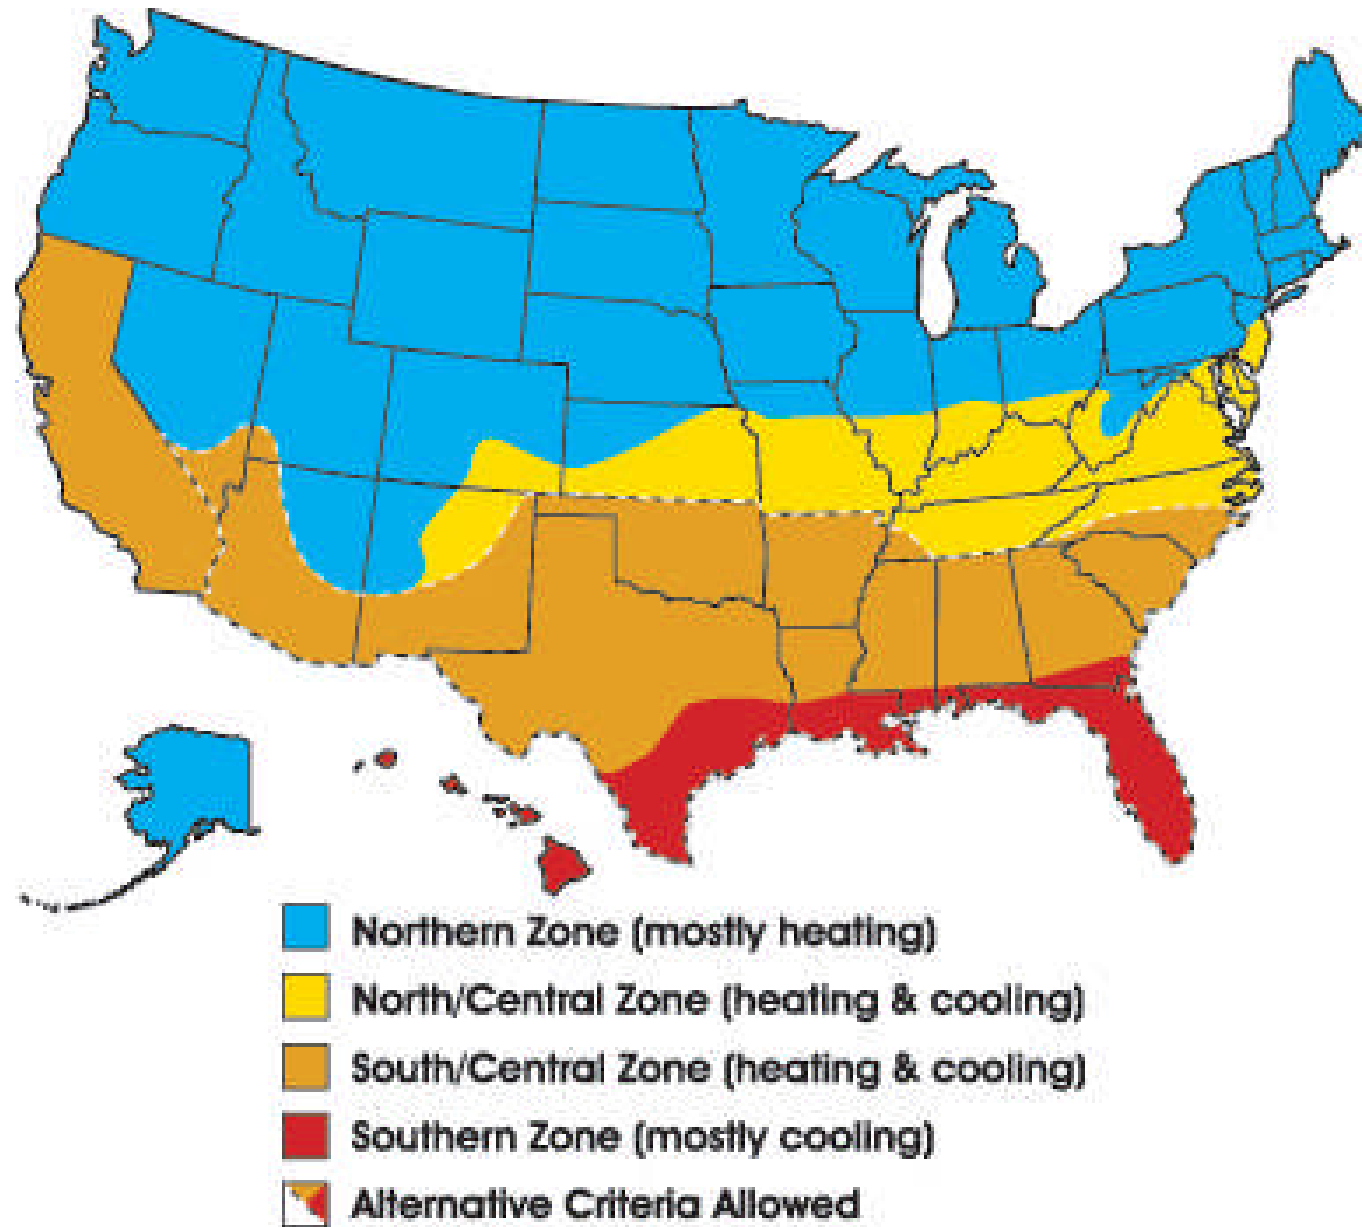 Northern Zone (mostly heating)
North/Central Zone (heating & cooling)
South/Central Zone (heating & cooling)
Southern Zone (mostly cooling)
Alternative Criteria Allowed